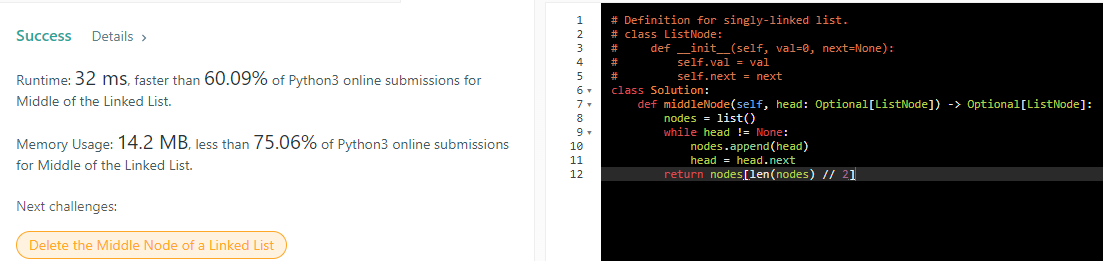 Success Details >
Runtime: 32 ms, faster than 60.09% of Python3 online submissions for
Middle of the Linked List.
Memory Usage: 14.2 MB, less than 75.06% of Python3 online submissions
for Middle of the Linked List.
Next challenges:
Delete the Middle Node of a Linked List
1 # Definition for singly-linked list.
2 # class ListNode:
3 #     def __init__(self, val=0, next=None):
4 #         self.val = val
5 #         self.next = next
6 class Solution:
7     def middleNode(self, head: Optional[ListNode]) -> Optional[ListNode]:
8         nodes = list()
9         while head != None:
10             nodes.append(head)
11             head = head.next
12         return nodes[len(nodes) // 2]